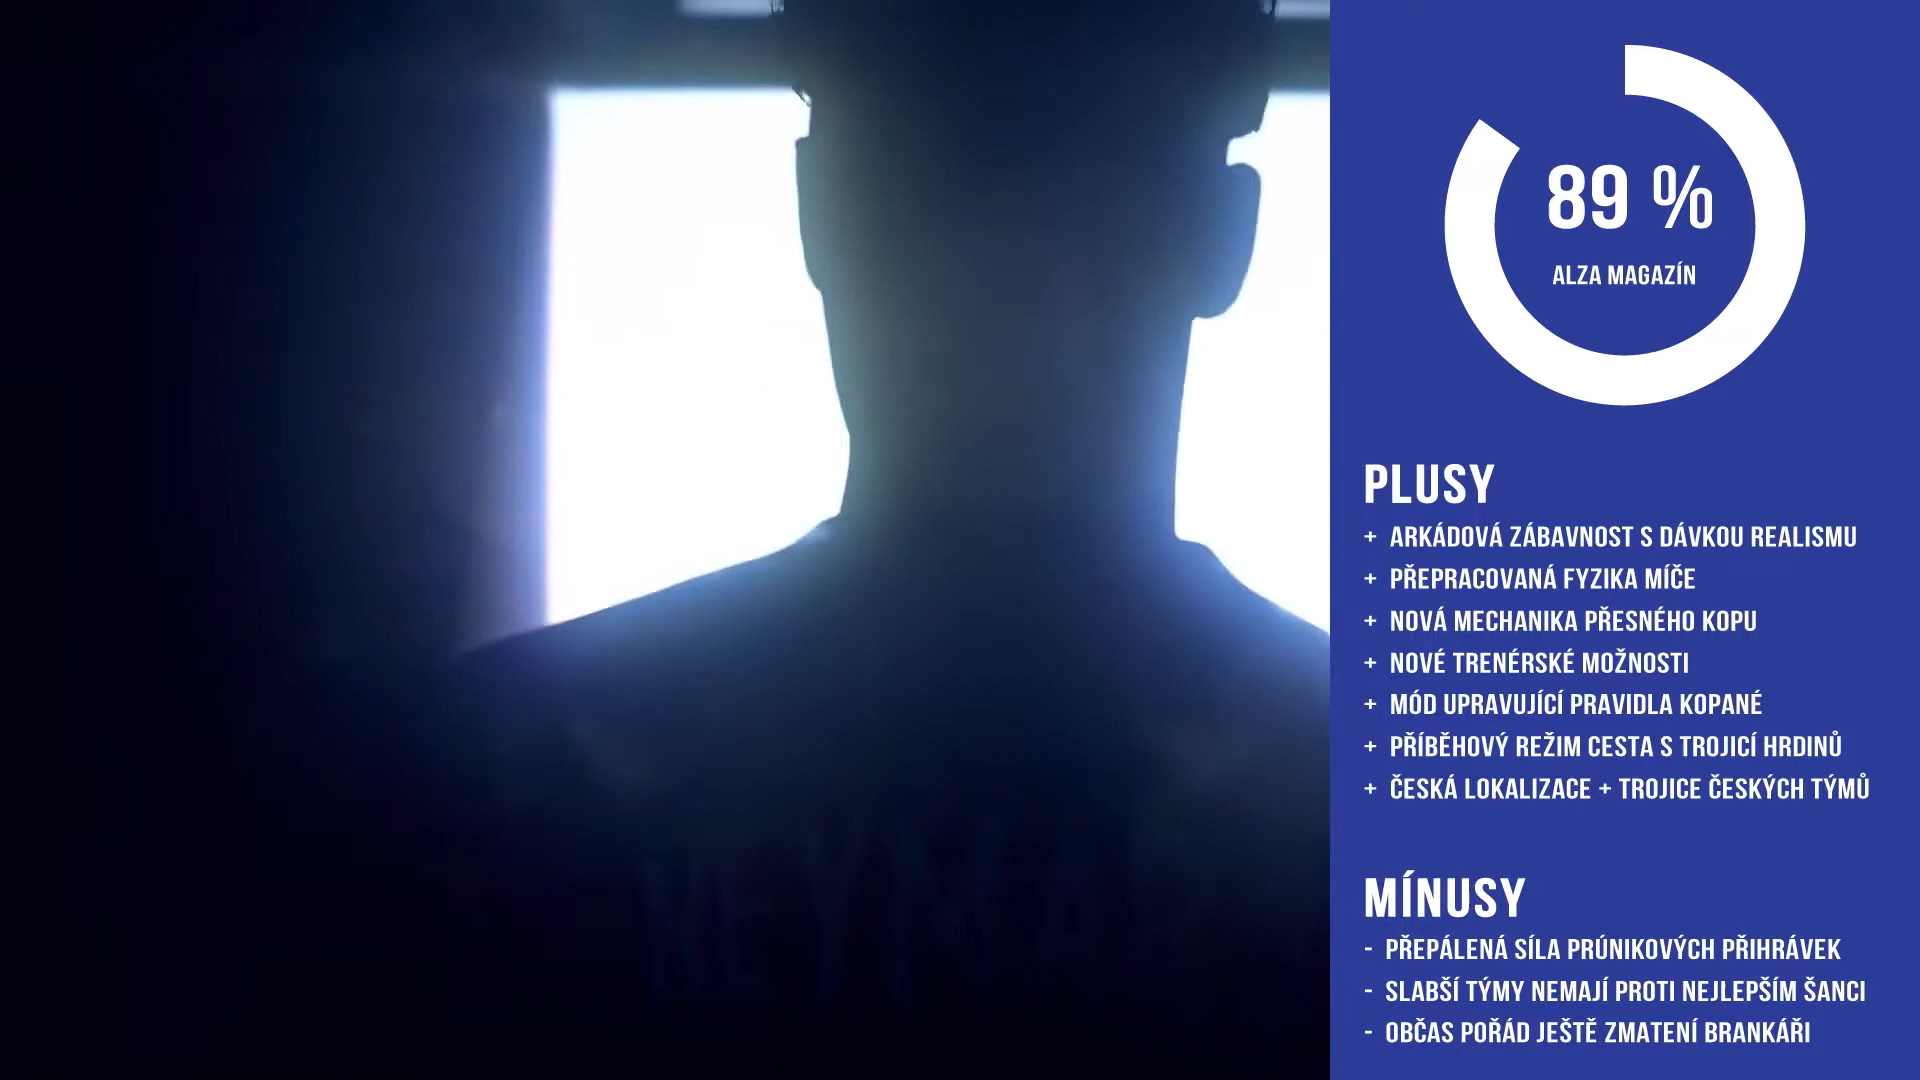 89 %
ALZA MAGAZÍN
PLUSY
+ ARKÁDOVÁ ZÁBAVNOST S DÁVKOU REALISMU
+ PŘEPRACOVANÁ FYZIKA MÍČE
+ NOVÁ MECHANIKA PŘESNÉHO KOPU
+ NOVÉ TRENÉRSKÉ MOŽNOSTI
+ MÓD UPRAVUJÍCÍ PRAVIDLA KOPANÉ
+ PŘÍBĚHOVÝ REŽIM CESTA S TROJICÍ HRDINŮ
+ ČESKÁ LOKALIZACE + TROJICE ČESKÝCH TÝMŮ
MÍNUSY
- PŘEPÁLENÁ SÍLA PRÚNIKOVÝCH PŘIHRÁVEK
- SLABŠÍ TÝMY NEMAJÍ PROTI NEJLEPŠÍM ŠANCI
- OBČAS POŘÁD JEŠTĚ ZMATENÍ BRANKÁŘI